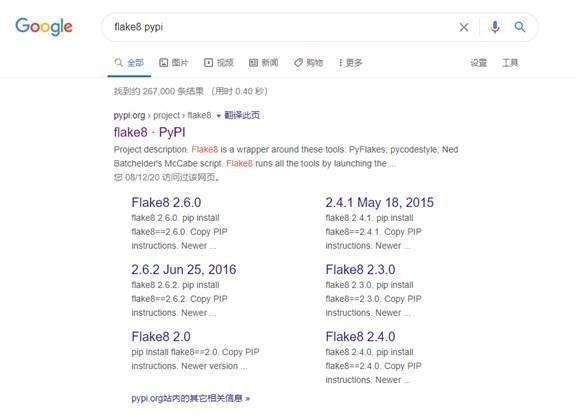 Google
flake8 pypi
全部 图片 视频 新闻 购物 更多 设置 工具
找到约 267,000 条结果 （用时 0.40 秒）
pypi.org › project › flake8 翻译此页
flake8 · PyPI
Project description. Flake8 is a wrapper around these tools: PyFlakes; pycodestyle; Ned
Batchelder's McCabe script. Flake8 runs all the tools by launching the ...
08/12/20 访问过该网页。
Flake8 2.6.0
flake8 2.6.0. pip install
flake8==2.6.0. Copy PIP
instructions. Newer ...
2.4.1 May 18, 2015
flake8 2.4.1. pip install
flake8==2.4.1. Copy PIP
instructions. Newer ...
2.6.2 Jun 25, 2016
flake8 2.6.2. pip install
flake8==2.6.2. Copy PIP
instructions. Newer ...
Flake8 2.3.0
flake8 2.3.0. pip install
flake8==2.3.0. Copy PIP
instructions. Newer ...
Flake8 2.0
pip install flake8==2.0. Copy PIP
instructions. Newer version ...
Flake8 2.4.0
flake8 2.4.0. pip install
flake8==2.4.0. Copy PIP
instructions. Newer ...
pypi.org站内的其它相关信息 »